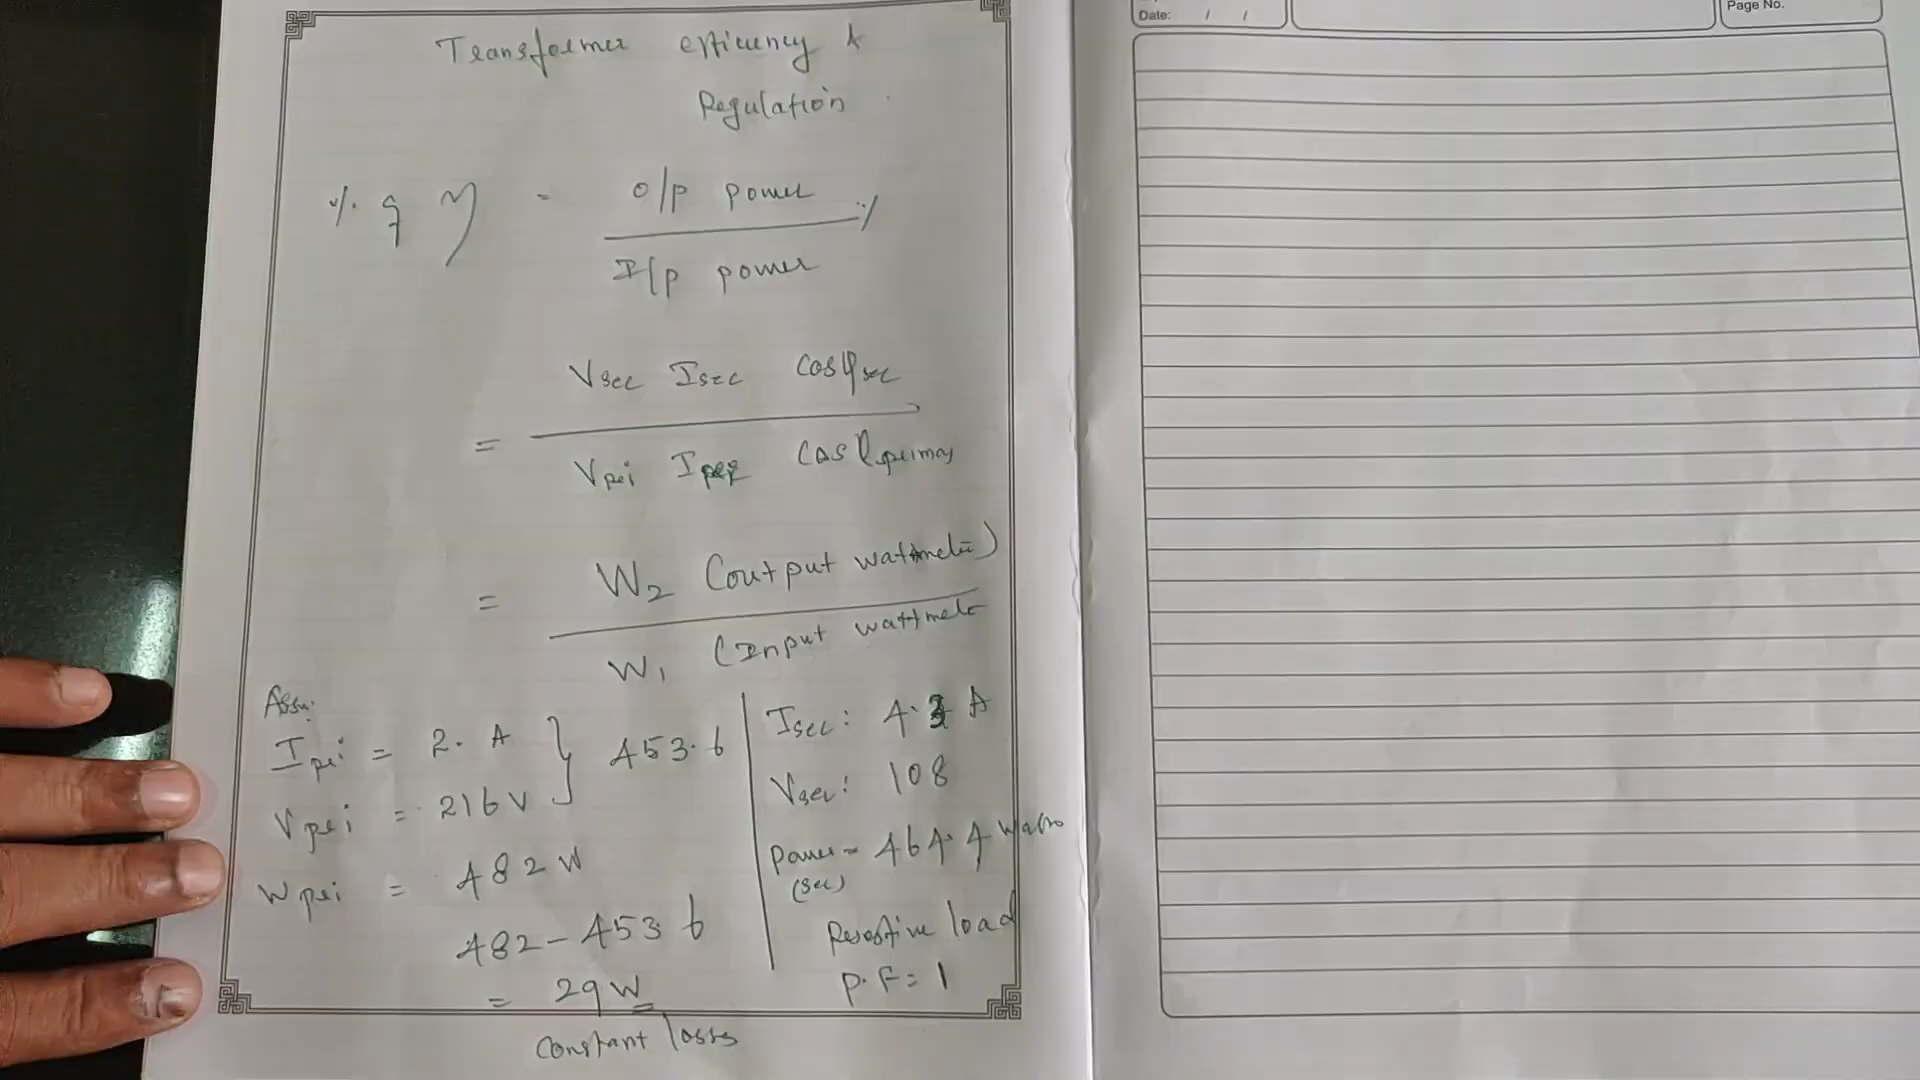 Transformer efficiency &
Regulation
% of η = O/p power %
I/p power
= Vsec Isec cosφsec
Vpri Ipri cosφprimary
= W2 (output wattmeter)
W1 (Input wattmeter
Assu:
Ipri = 2. A } 453.6
Vpri = 216 V
Wpri = 482 W
482 - 453.6
= 29 W
Constant losses
Isec: 4.3 A
Vsec: 108
Power = 464.4 watts
(sec)
Resistive load
P.F = 1
Date: / /
Page No.